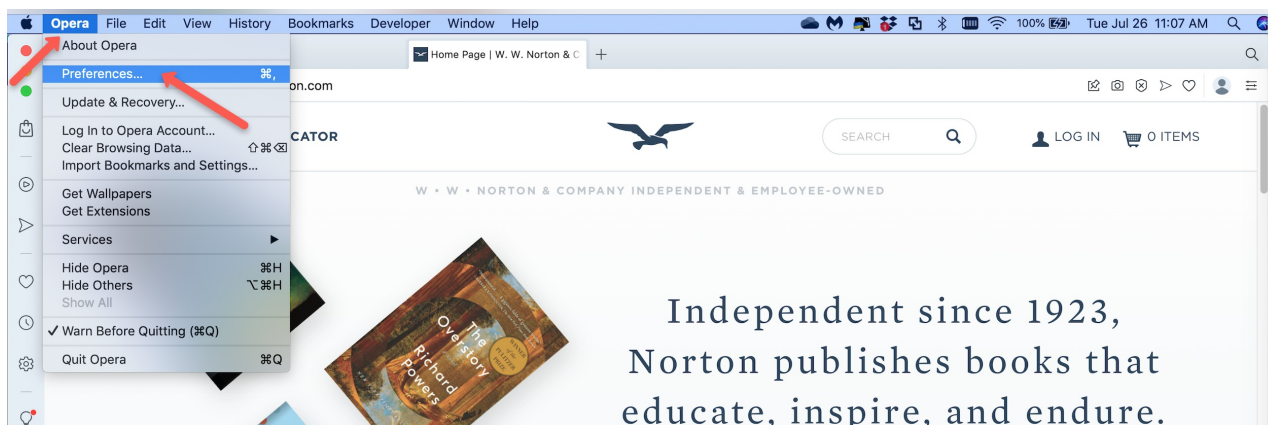 Opera File Edit View History Bookmarks Developer Window Help 100% Tue Jul 26 11:07 AM
About Opera
Preferences... ⌘,
Update & Recovery...
Log In to Opera Account...
Clear Browsing Data... ⇧⌘⌫
Import Bookmarks and Settings...
Get Wallpapers
Get Extensions
Services
Hide Opera ⌘H
Hide Others ⌥⌘H
Show All
✓ Warn Before Quitting (⌘Q)
Quit Opera ⌘Q
Home Page | W. W. Norton & C
on.com
CATOR
SEARCH
LOG IN
0 ITEMS
W • W • NORTON & COMPANY INDEPENDENT & EMPLOYEE-OWNED
The
Overstory
Richard
Powers
Independent since 1923,
Norton publishes books that
educate, inspire, and endure.